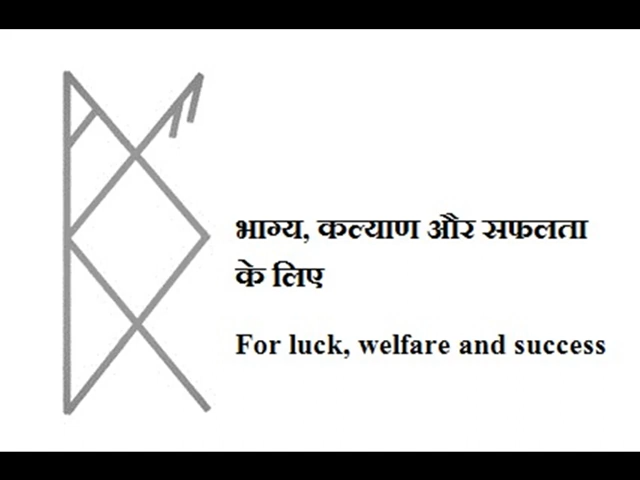 भाग्य, कल्याण और सफलता
के लिए
For luck, welfare and success